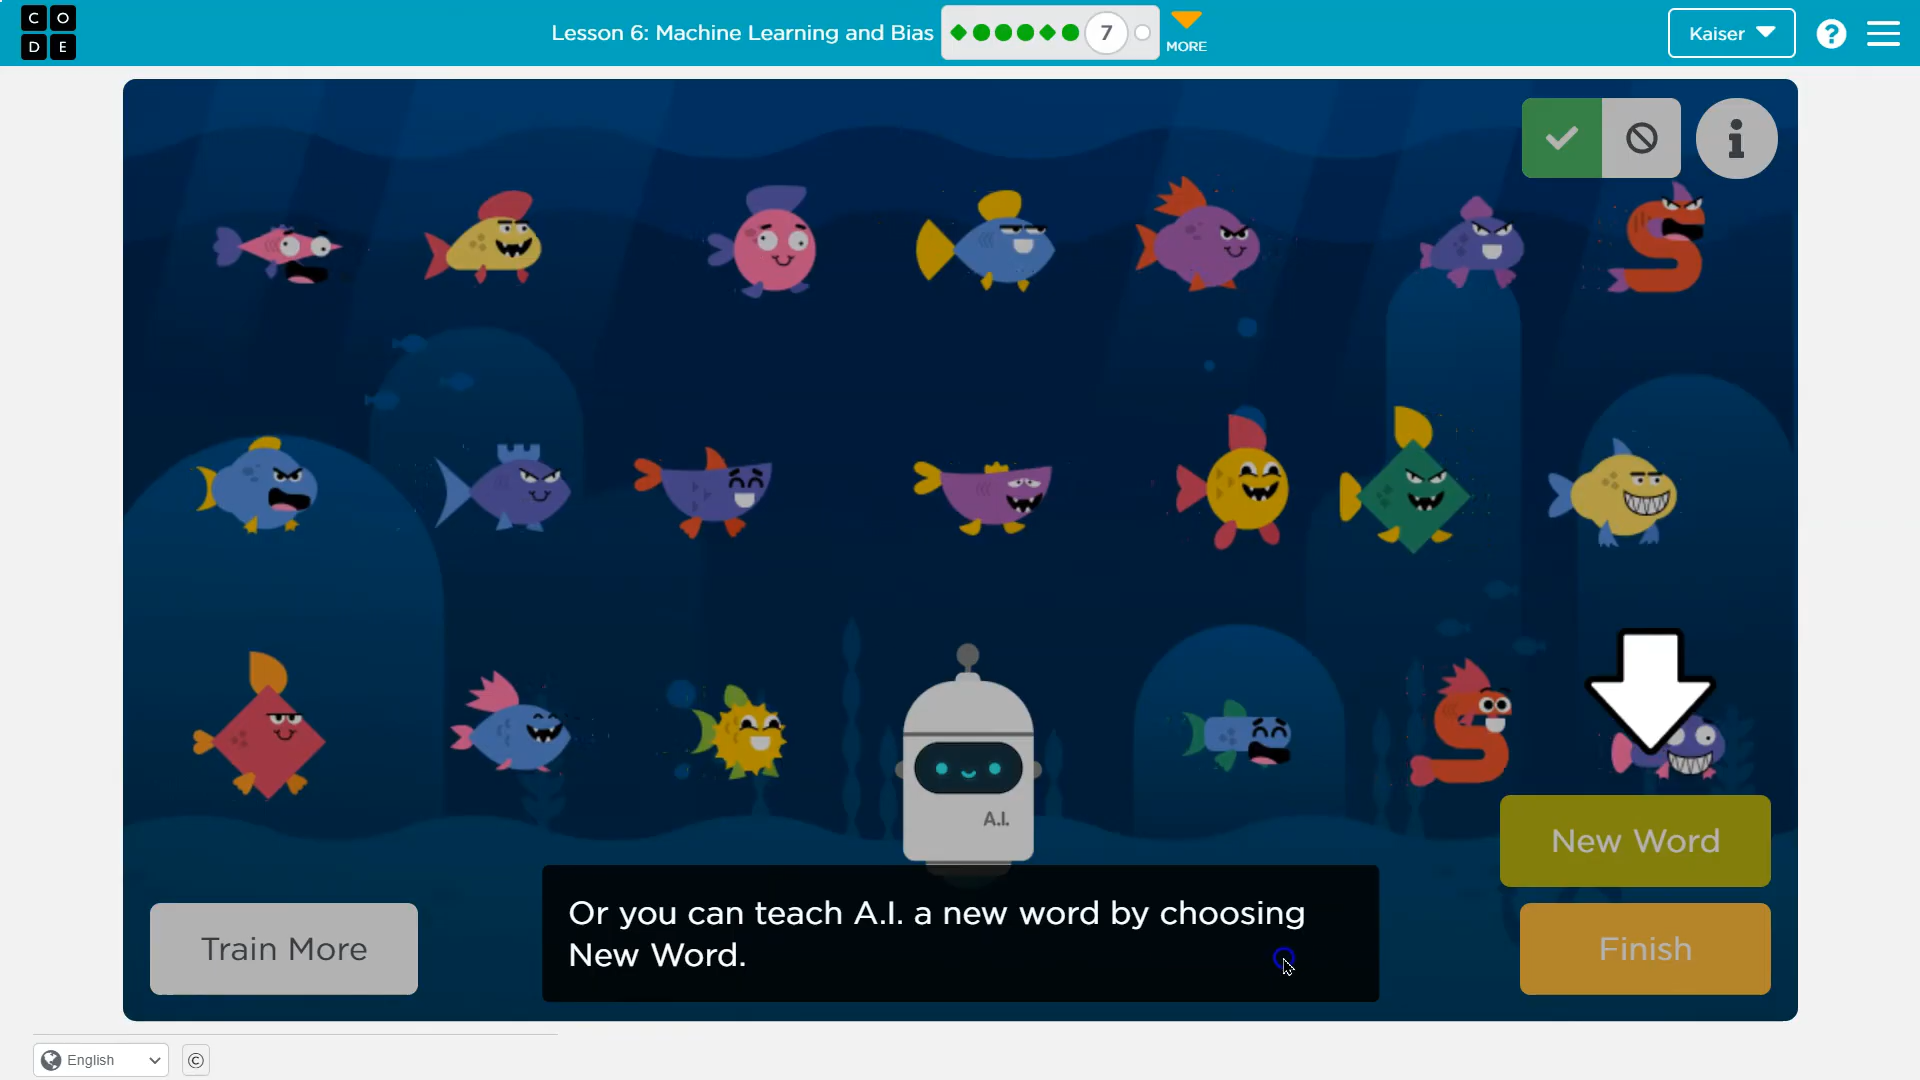 CODE
Lesson 6: Machine Learning and Bias
7
MORE
Kaiser
?
i
A.I.
New Word
Or you can teach A.I. a new word by choosing
New Word.
Train More
Finish
English
©